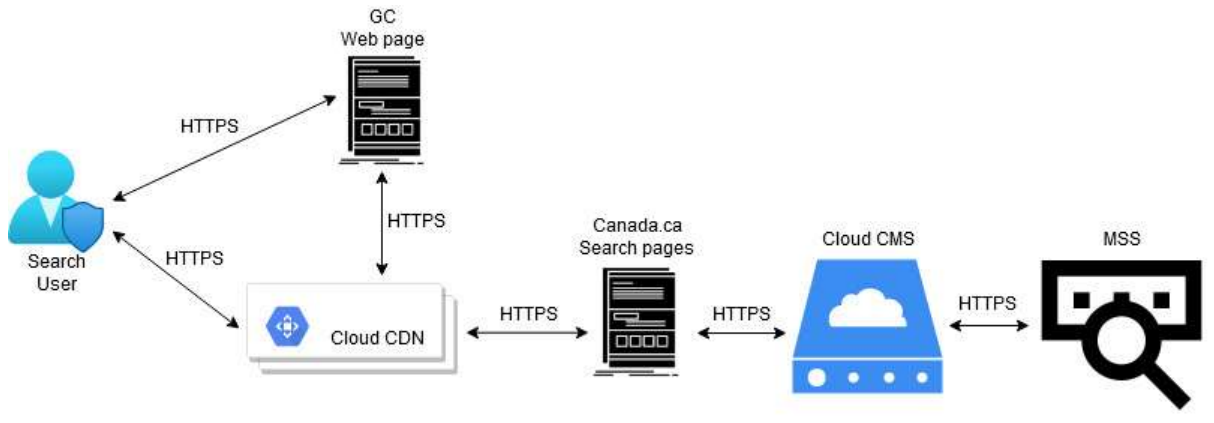 GC
Web page
HTTPS
HTTPS
Search
User
HTTPS
Cloud CDN
HTTPS
Canada.ca
Search pages
HTTPS
Cloud CMS
HTTPS
MSS